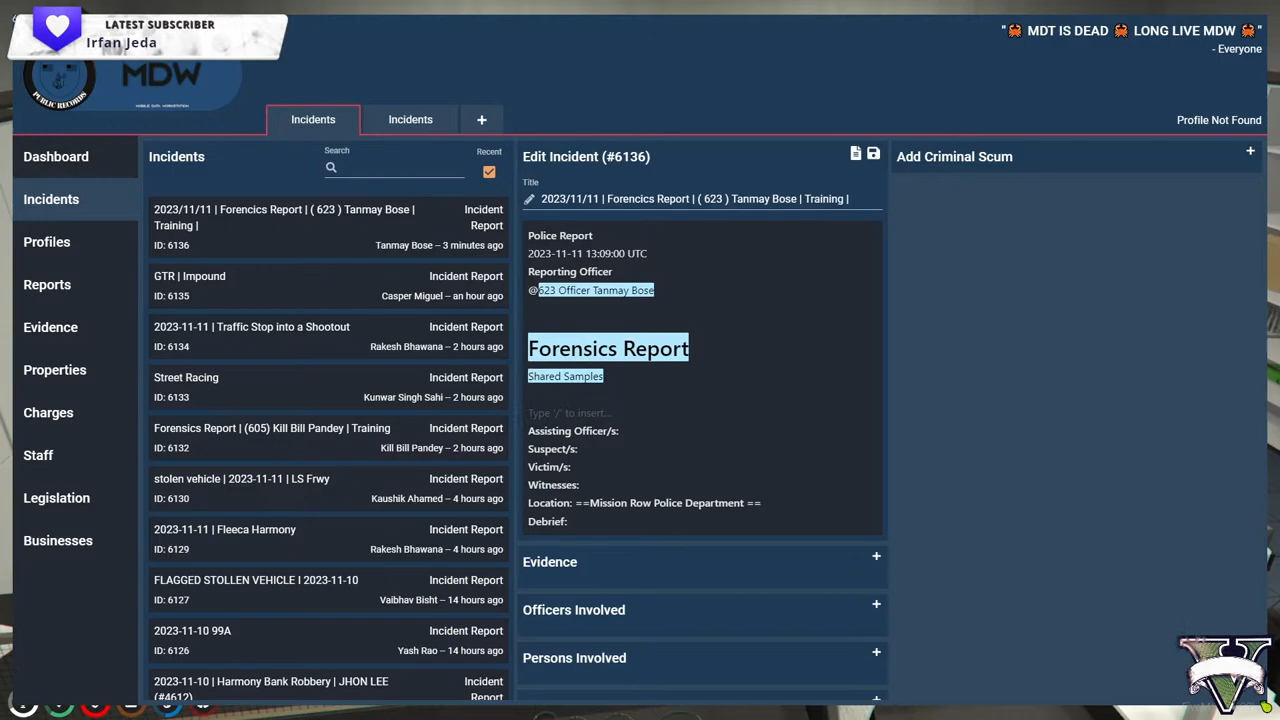 LATEST SUBSCRIBER
Irfan Jeda
" MDT IS DEAD LONG LIVE MDW "
- Everyone
PUBLIC RECORDS
MDW
MOBILE DATA WORKSTATION
Incidents
Incidents
+
Profile Not Found
Dashboard
Incidents
Profiles
Reports
Evidence
Properties
Charges
Staff
Legislation
Businesses
Incidents
Search
Recent
2023/11/11 | Forencics Report | ( 623 ) Tanmay Bose |
Training |
Incident
Report
ID: 6136
Tanmay Bose – 3 minutes ago
GTR | Impound
Incident Report
ID: 6135
Casper Miguel – an hour ago
2023-11-11 | Traffic Stop into a Shootout
Incident Report
ID: 6134
Rakesh Bhawana – 2 hours ago
Street Racing
Incident Report
ID: 6133
Kunwar Singh Sahi – 2 hours ago
Forensics Report | (605) Kill Bill Pandey | Training
Incident Report
ID: 6132
Kill Bill Pandey – 2 hours ago
stolen vehicle | 2023-11-11 | LS Frwy
Incident Report
ID: 6130
Kaushik Ahamed – 4 hours ago
2023-11-11 | Fleeca Harmony
Incident Report
ID: 6129
Rakesh Bhawana – 4 hours ago
FLAGGED STOLLEN VEHICLE I 2023-11-10
Incident Report
ID: 6127
Vaibhav Bisht – 14 hours ago
2023-11-10 99A
Incident Report
ID: 6126
Yash Rao – 14 hours ago
2023-11-10 | Harmony Bank Robbery | JHON LEE
(#4612)
Incident
Report
Edit Incident (#6136)
Title
2023/11/11 | Forencics Report | ( 623 ) Tanmay Bose | Training |
Police Report
2023-11-11 13:09:00 UTC
Reporting Officer
@623 Officer Tanmay Bose
Forensics Report
Shared Samples
Type '/' to insert...
Assisting Officer/s:
Suspect/s:
Victim/s:
Witnesses:
Location: ==Mission Row Police Department ==
Debrief:
Evidence
+
Officers Involved
+
Persons Involved
+
Add Criminal Scum
+